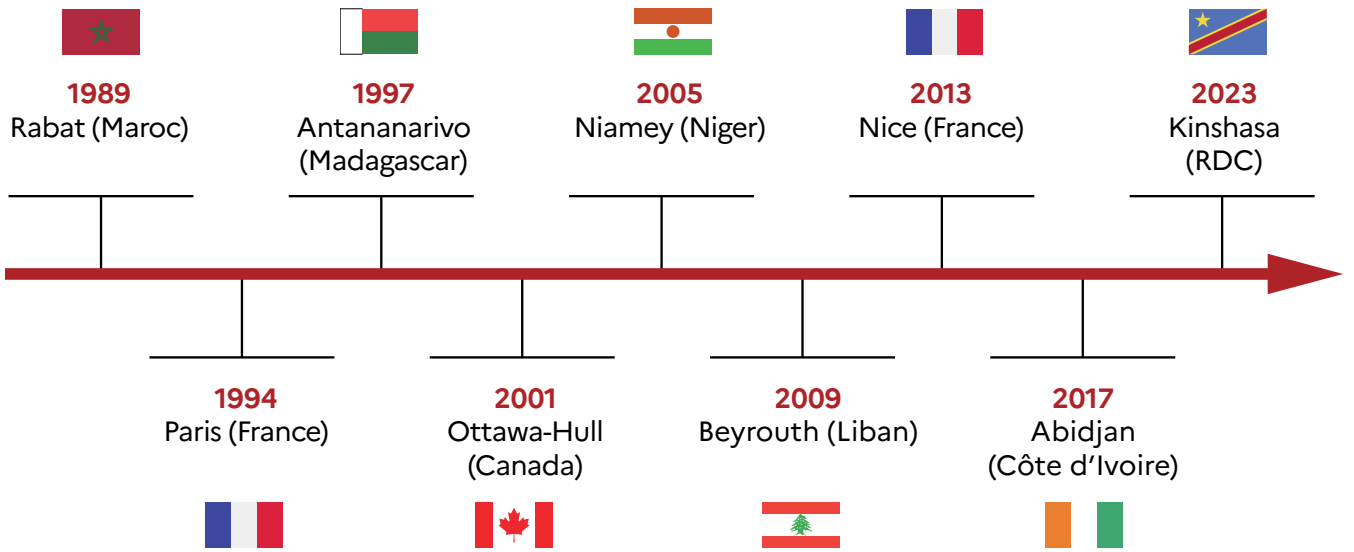 1989
Rabat (Maroc)
1997
Antananarivo
(Madagascar)
2005
Niamey (Niger)
2013
Nice (France)
2023
Kinshasa
(RDC)
1994
Paris (France)
2001
Ottawa-Hull
(Canada)
2009
Beyrouth (Liban)
2017
Abidjan
(Côte d’Ivoire)